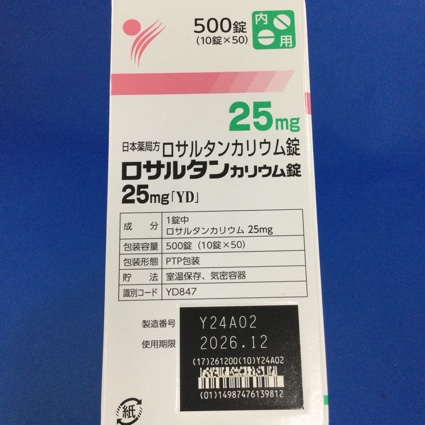 500錠
(10錠×50)
内
用
25mg
日本薬局方 ロサルタンカリウム錠
ロサルタンカリウム錠
25mg「YD」
成 分 1錠中
ロサルタンカリウム 25mg
包装容量 500錠（10錠×50）
包装形態 PTP包装
貯 法 室温保存、気密容器
識別コード YD847
製造番号 Y24A02
使用期限 2026.12
(17)261200(10)Y24A02
(01)14987476139812
紙